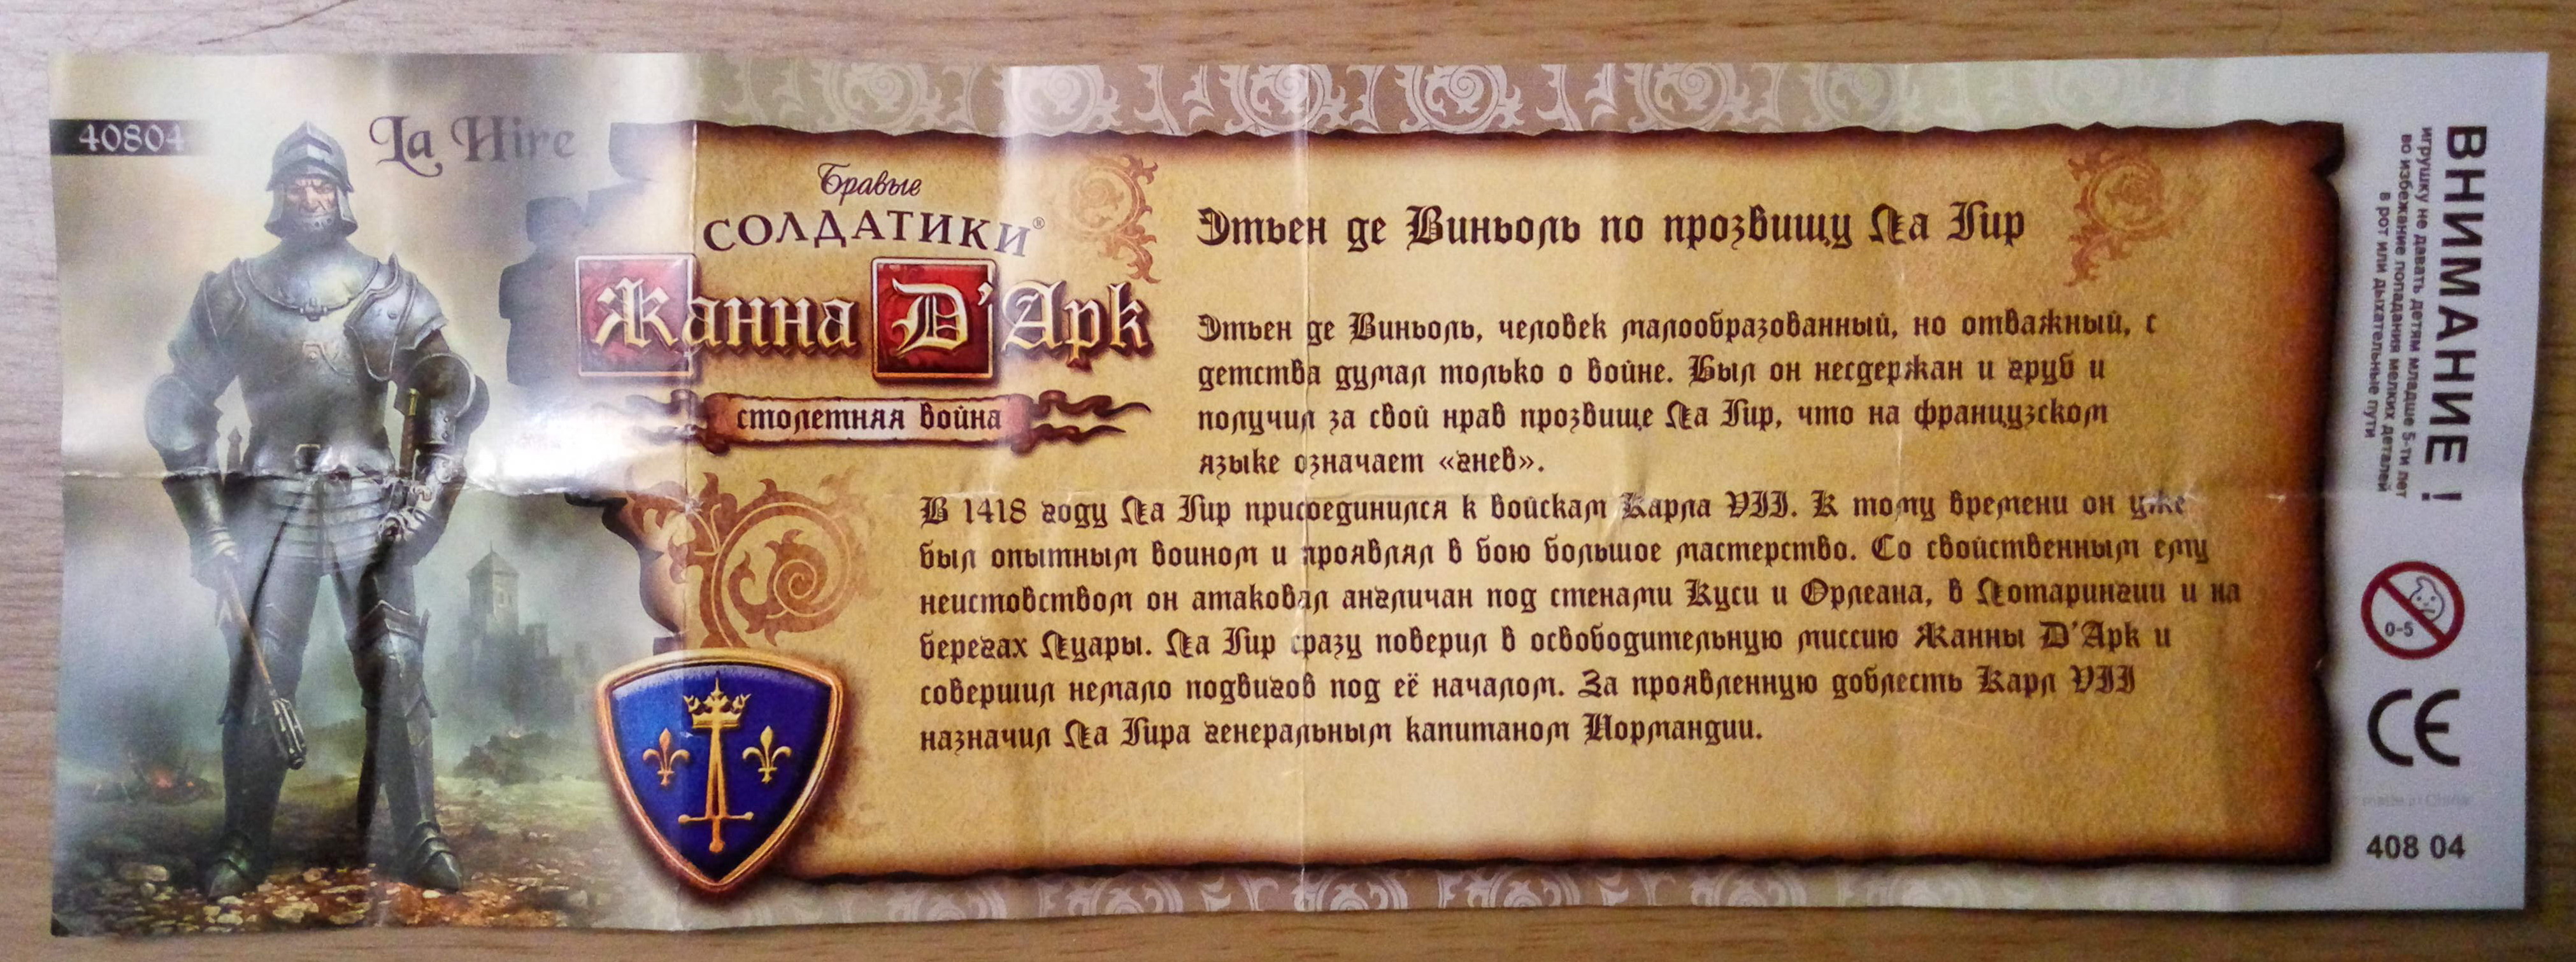 40804
La Hire
Бравые
СОЛДАТИКИ®
Жанна D'Арк
столетняя война
Этьен де Виньоль по прозвищу Ла Гир
Этьен де Виньоль, человек малообразованный, но отважный, с
детства думал только о войне. Был он несдержан и груб и
получил за свой нрав прозвище Ла Гир, что на французском
языке означает «гнев».
В 1418 году Ла Гир присоединился к войскам Карла VII. К тому времени он уже
был опытным воином и проявлял в бою большое мастерство. Со свойственным ему
неистовством он атаковал англичан под стенами Куси и Орлеана, в Лотарингии и на
берегах Луары. Ла Гир сразу поверил в освободительную миссию Жанны D'Арк и
совершил немало подвигов под её началом. За проявленную доблесть Карл VII
назначил Ла Гира генеральным капитаном Нормандии.
ВНИМАНИЕ !
игрушку не давать детям младше 5-ти лет
во избежание попадания мелких деталей
в рот или дыхательные пути
0-5
CE
made in China
408 04